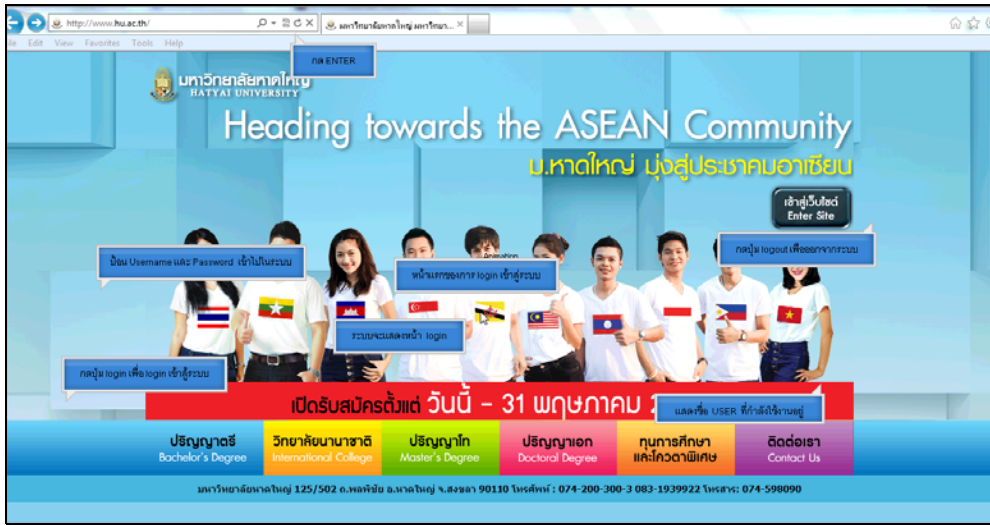 http://www.hu.ac.th/
มหาวิทยาลัยหาดใหญ่ มหาวิทยา...
File Edit View Favorites Tools Help
กด ENTER
มหาวิทยาลัยหาดใหญ่
HATYAI UNIVERSITY
Heading towards the ASEAN Community
ม.หาดใหญ่ มุ่งสู่ประชาคมอาเซียน
เข้าสู่เว็บไซต์
Enter Site
กดปุ่ม logout เพื่อออกจากระบบ
ป้อน Username และ Password เข้าไปในระบบ
Animation
หน้าแรกของการ login เข้าสู่ระบบ
ระบบจะแสดงหน้า login
กดปุ่ม login เพื่อ login เข้าสู้ระบบ
เปิดรับสมัครตั้งแต่ วันนี้ - 31 พฤษภาคม
แสดงชื่อ USER ที่กำลังใช้งานอยู่
ปริญญาตรี วิทยาลัยนานาชาติ ปริญญาโท ปริญญาเอก ทุนการศึกษา ติดต่อเรา
Bachelor's Degree International College Master's Degree Doctoral Degree และโควตาพิเศษ Contact Us
มหาวิทยาลัยหาดใหญ่ 125/502 ถ.พลพิชัย อ.หาดใหญ่ จ.สงขลา 90110 โทรศัพท์ : 074-200-300-3 083-1939922 โทรสาร: 074-598090